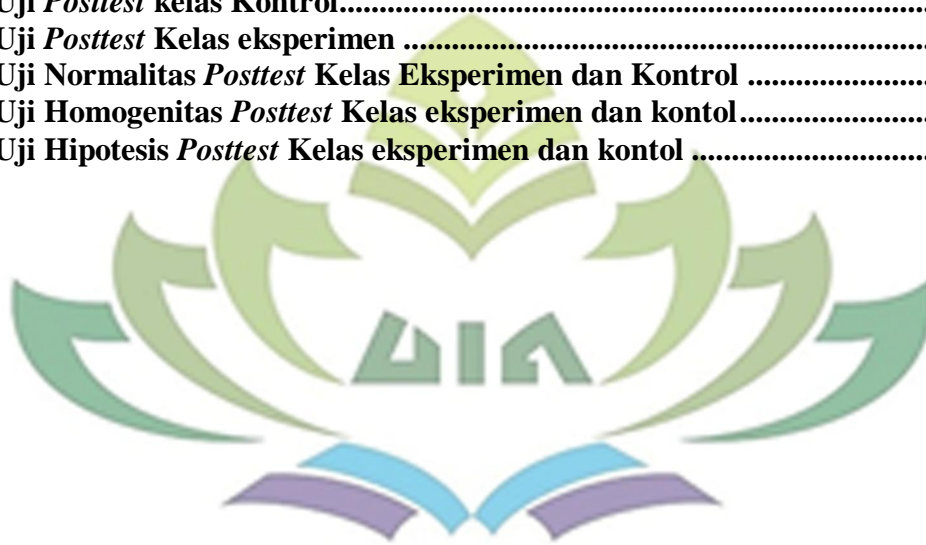 Uji Posttest kelas Kontrol...............................................................................
Uji Posttest Kelas eksperimen .......................................................................
Uji Normalitas Posttest Kelas Eksperimen dan Kontrol ..........................
Uji Homogenitas Posttest Kelas eksperimen dan kontol............................
Uji Hipotesis Posttest Kelas eksperimen dan kontol .................................
UIN